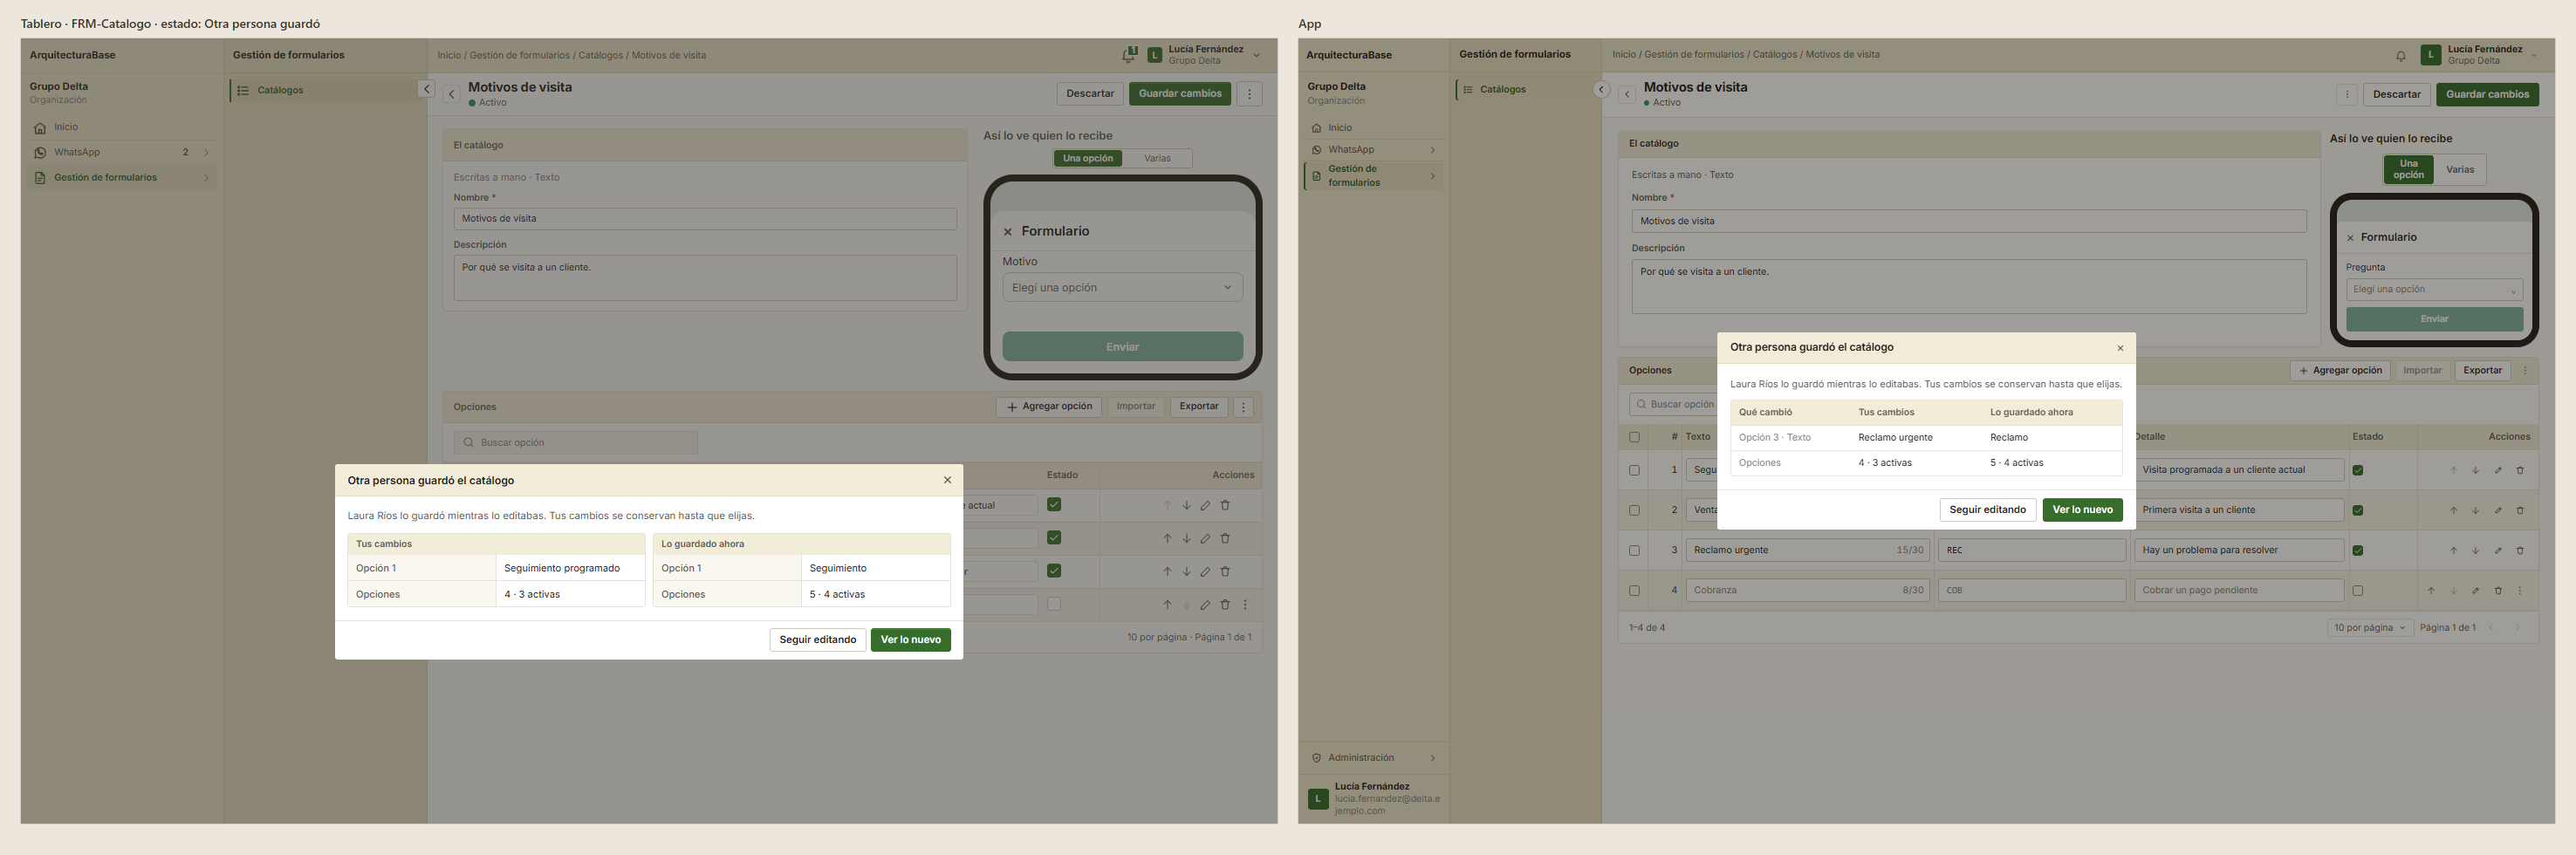 Tablero · FRM-Catalogo · estado: Otra persona guardó
ArquitecturaBase
Gestión de formularios
Inicio / Gestión de formularios / Catálogos / Motivos de visita
1
L
Lucía Fernández
Grupo Delta
Grupo Delta
Organización
Inicio
WhatsApp 2
Gestión de formularios
Catálogos
Motivos de visita
Activo
Descartar
Guardar cambios
El catálogo
Escritas a mano · Texto
Nombre *
Motivos de visita
Descripción
Por qué se visita a un cliente.
Así lo ve quien lo recibe
Una opción
Varias
Formulario
Motivo
Elegí una opción
Enviar
Opciones
Agregar opción
Importar
Exportar
Buscar opción
Estado
Acciones
actual
r
10 por página · Página 1 de 1
Otra persona guardó el catálogo
Laura Ríos lo guardó mientras lo editabas. Tus cambios se conservan hasta que elijas.
Tus cambios
Opción 1 Seguimiento programado
Opciones 4 · 3 activas
Lo guardado ahora
Opción 1 Seguimiento
Opciones 5 · 4 activas
Seguir editando
Ver lo nuevo
App
ArquitecturaBase
Gestión de formularios
Inicio / Gestión de formularios / Catálogos / Motivos de visita
L
Lucía Fernández
Grupo Delta
Grupo Delta
Organización
Inicio
WhatsApp
Gestión de
formularios
Catálogos
Motivos de visita
Activo
Descartar
Guardar cambios
El catálogo
Escritas a mano · Texto
Nombre *
Motivos de visita
Descripción
Por qué se visita a un cliente.
Así lo ve quien lo recibe
Una
opción
Varias
Formulario
Pregunta
Elegí una opción
Enviar
Opciones
Agregar opción
Importar
Exportar
Buscar opción
# Texto
Detalle
Estado
Acciones
1 Segu
Visita programada a un cliente actual
2 Venta
Primera visita a un cliente
3 Reclamo urgente 15/30 REC Hay un problema para resolver
4 Cobranza 8/30 COB Cobrar un pago pendiente
1–4 de 4
10 por página
Página 1 de 1
Otra persona guardó el catálogo
Laura Ríos lo guardó mientras lo editabas. Tus cambios se conservan hasta que elijas.
Qué cambió Tus cambios Lo guardado ahora
Opción 3 · Texto Reclamo urgente Reclamo
Opciones 4 · 3 activas 5 · 4 activas
Seguir editando
Ver lo nuevo
Administración
L
Lucía Fernández
lucia.fernandez@delta.e
jemplo.com